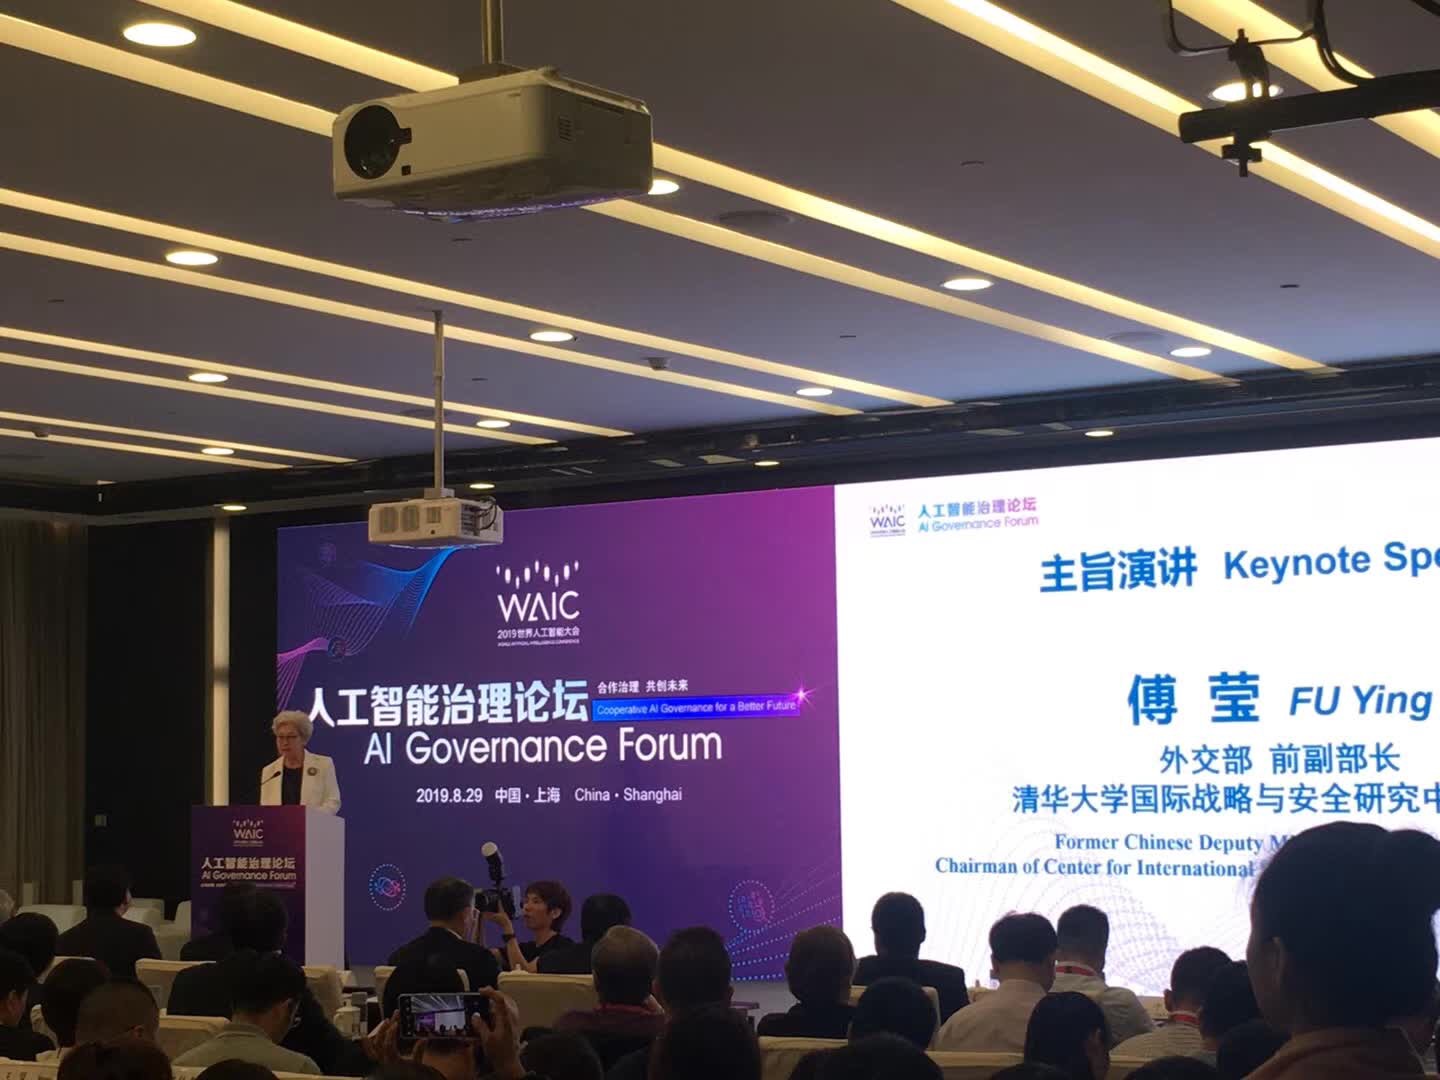 WAIC
2019世界人工智能大会
WORLD ARTIFICIAL INTELLIGENCE CONFERENCE
人工智能治理论坛
合作治理 共创未来
Cooperative AI Governance for a Better Future
AI Governance Forum
2019.8.29 中国·上海 China·Shanghai
WAIC
人工智能治理论坛
AI Governance Forum
主旨演讲 Keynote Spe
傅 莹 FU Ying
外交部 前副部长
清华大学国际战略与安全研究中
Former Chinese Deputy M
Chairman of Center for International
WAIC
人工智能治理论坛
AI Governance Forum